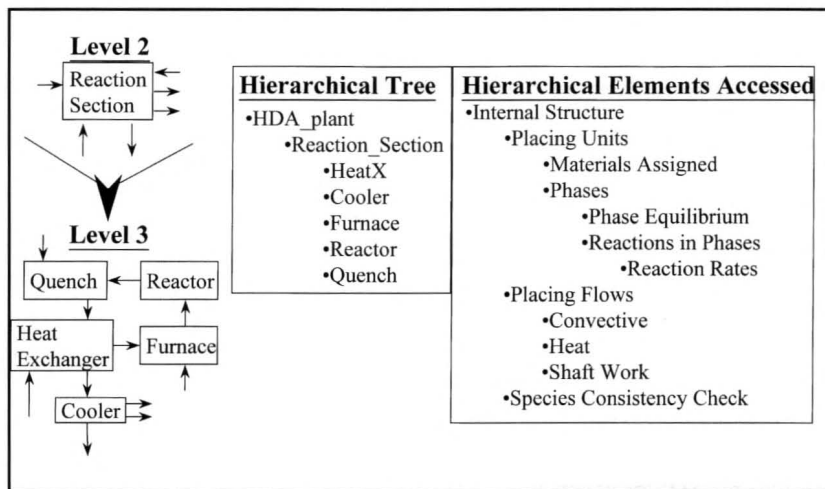 Level 2
Reaction
Section
Level 3
Quench
Reactor
Heat
Exchanger
Furnace
Cooler
Hierarchical Tree
•HDA_plant
•Reaction_Section
•HeatX
•Cooler
•Furnace
•Reactor
•Quench
Hierarchical Elements Accessed
•Internal Structure
•Placing Units
•Materials Assigned
•Phases
•Phase Equilibrium
•Reactions in Phases
•Reaction Rates
•Placing Flows
•Convective
•Heat
•Shaft Work
•Species Consistency Check